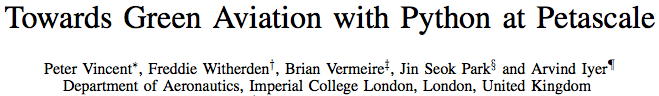 Towards Green Aviation with Python at Petascale
Peter Vincent*, Freddie Witherden†, Brian Vermeire‡, Jin Seok Park§ and Arvind Iyer¶
Department of Aeronautics, Imperial College London, London, United Kingdom